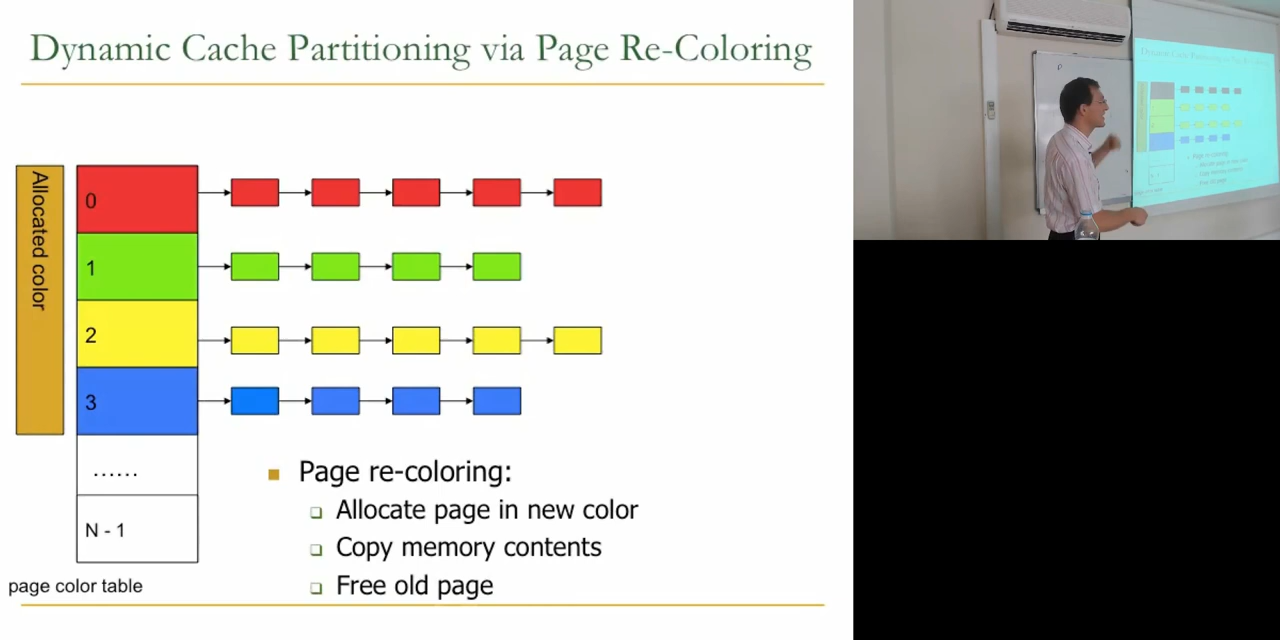 Dynamic Cache Partitioning via Page Re-Coloring
Allocated color
0
1
2
3
......
N - 1
page color table
Page re-coloring:
Allocate page in new color
Copy memory contents
Free old page